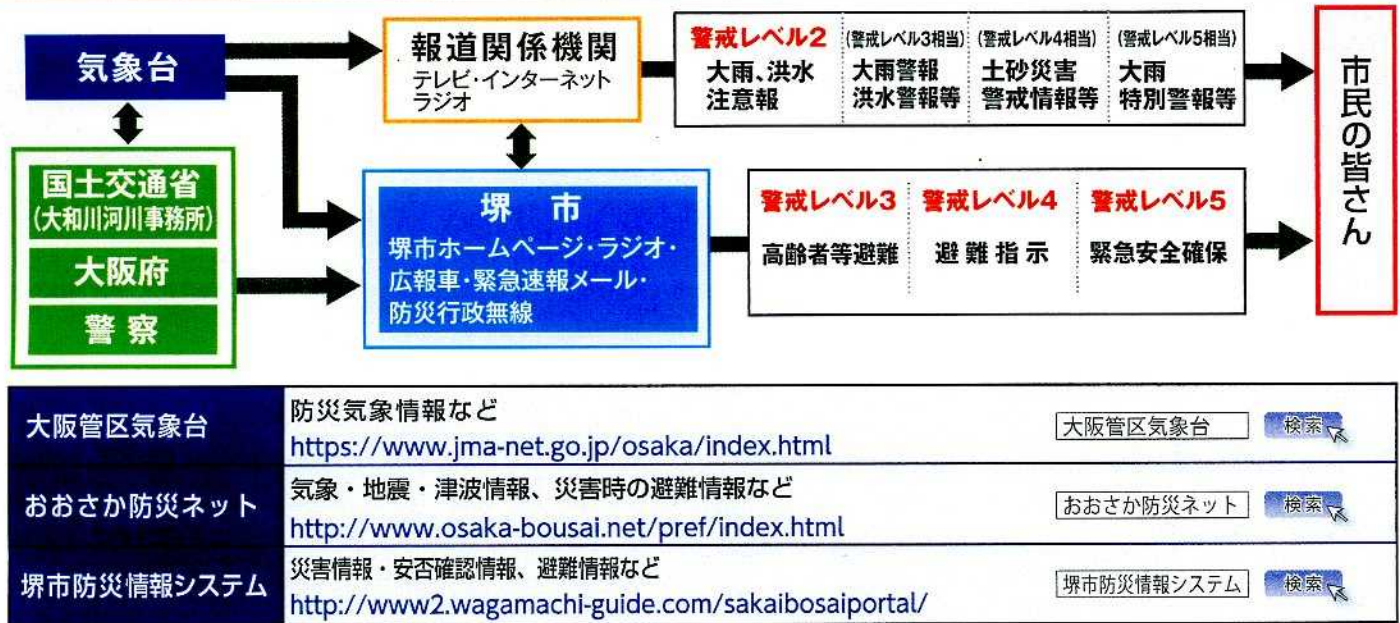 気象台
国土交通省
(大和川河川事務所)
大阪府
警察
報道関係機関
テレビ・インターネット
ラジオ
堺市
堺市ホームページ・ラジオ・
広報車・緊急速報メール・
防災行政無線
警戒レベル2
大雨、洪水
注意報
(警戒レベル3相当)
大雨警報
洪水警報等
(警戒レベル4相当)
土砂災害
警戒情報等
(警戒レベル5相当)
大雨
特別警報等
警戒レベル3
高齢者等避難
警戒レベル4
避難指示
警戒レベル5
緊急安全確保
市民の皆さん
大阪管区気象台
防災気象情報など
https://www.jma-net.go.jp/osaka/index.html
大阪管区気象台 検索
おおさか防災ネット
気象・地震・津波情報、災害時の避難情報など
http://www.osaka-bousai.net/pref/index.html
おおさか防災ネット 検索
堺市防災情報システム
災害情報・安否確認情報、避難情報など
http://www2.wagamachi-guide.com/sakaibosaiportal/
堺市防災情報システム 検索